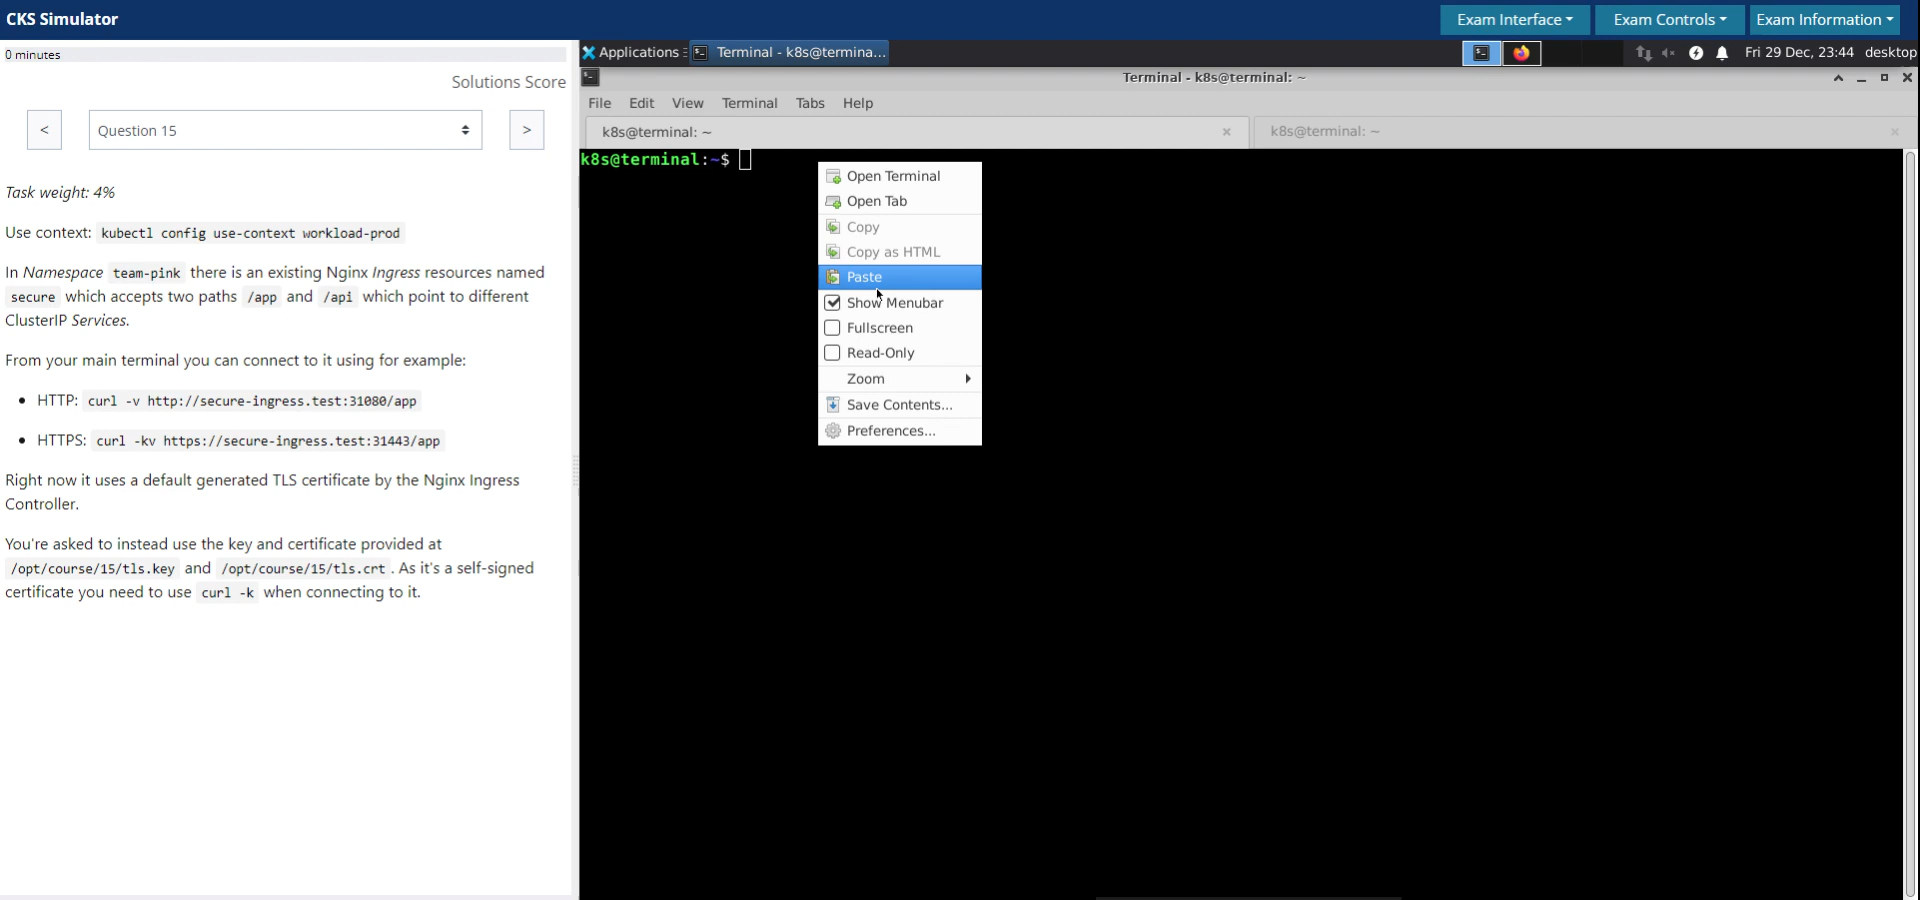 CKS Simulator
Exam Interface
Exam Controls
Exam Information
0 minutes
Solutions Score
<
Question 15
>
Task weight: 4%
Use context: kubectl config use-context workload-prod
In Namespace team-pink there is an existing Nginx Ingress resources named
secure which accepts two paths /app and /api which point to different
ClusterIP Services.
From your main terminal you can connect to it using for example:
• HTTP: curl -v http://secure-ingress.test:31080/app
• HTTPS: curl -kv https://secure-ingress.test:31443/app
Right now it uses a default generated TLS certificate by the Nginx Ingress
Controller.
You're asked to instead use the key and certificate provided at
/opt/course/15/tls.key and /opt/course/15/tls.crt . As it's a self-signed
certificate you need to use curl -k when connecting to it.
Applications
Terminal - k8s@termina...
Fri 29 Dec, 23:44 desktop
Terminal - k8s@terminal: ~
File Edit View Terminal Tabs Help
k8s@terminal: ~
k8s@terminal: ~
k8s@terminal:~$
Open Terminal
Open Tab
Copy
Copy as HTML
Paste
Show Menubar
Fullscreen
Read-Only
Zoom
Save Contents...
Preferences...